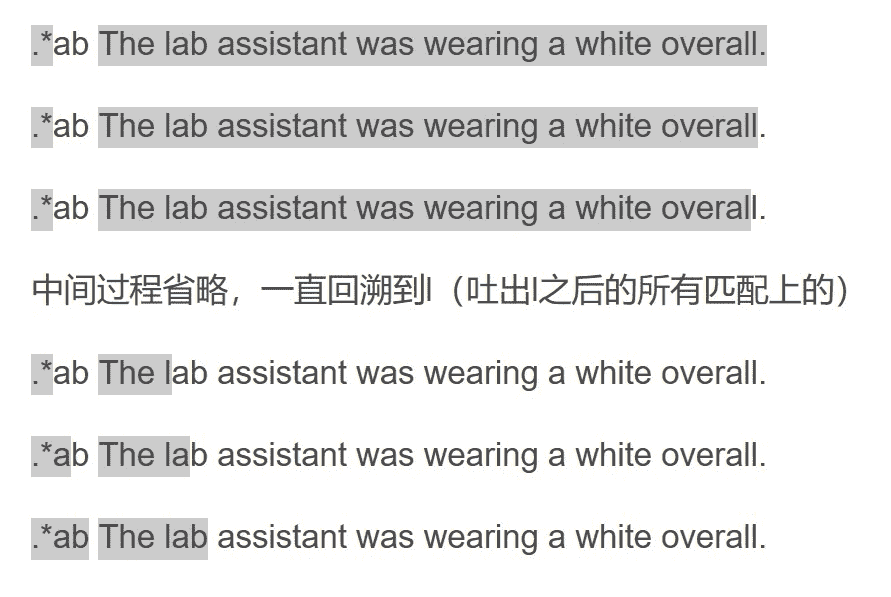 .*ab The lab assistant was wearing a white overall.
.*ab The lab assistant was wearing a white overall.
.*ab The lab assistant was wearing a white overall.
中间过程省略，一直回溯到l（吐出l之后的所有匹配上的）
.*ab The lab assistant was wearing a white overall.
.*ab The lab assistant was wearing a white overall.
.*ab The lab assistant was wearing a white overall.